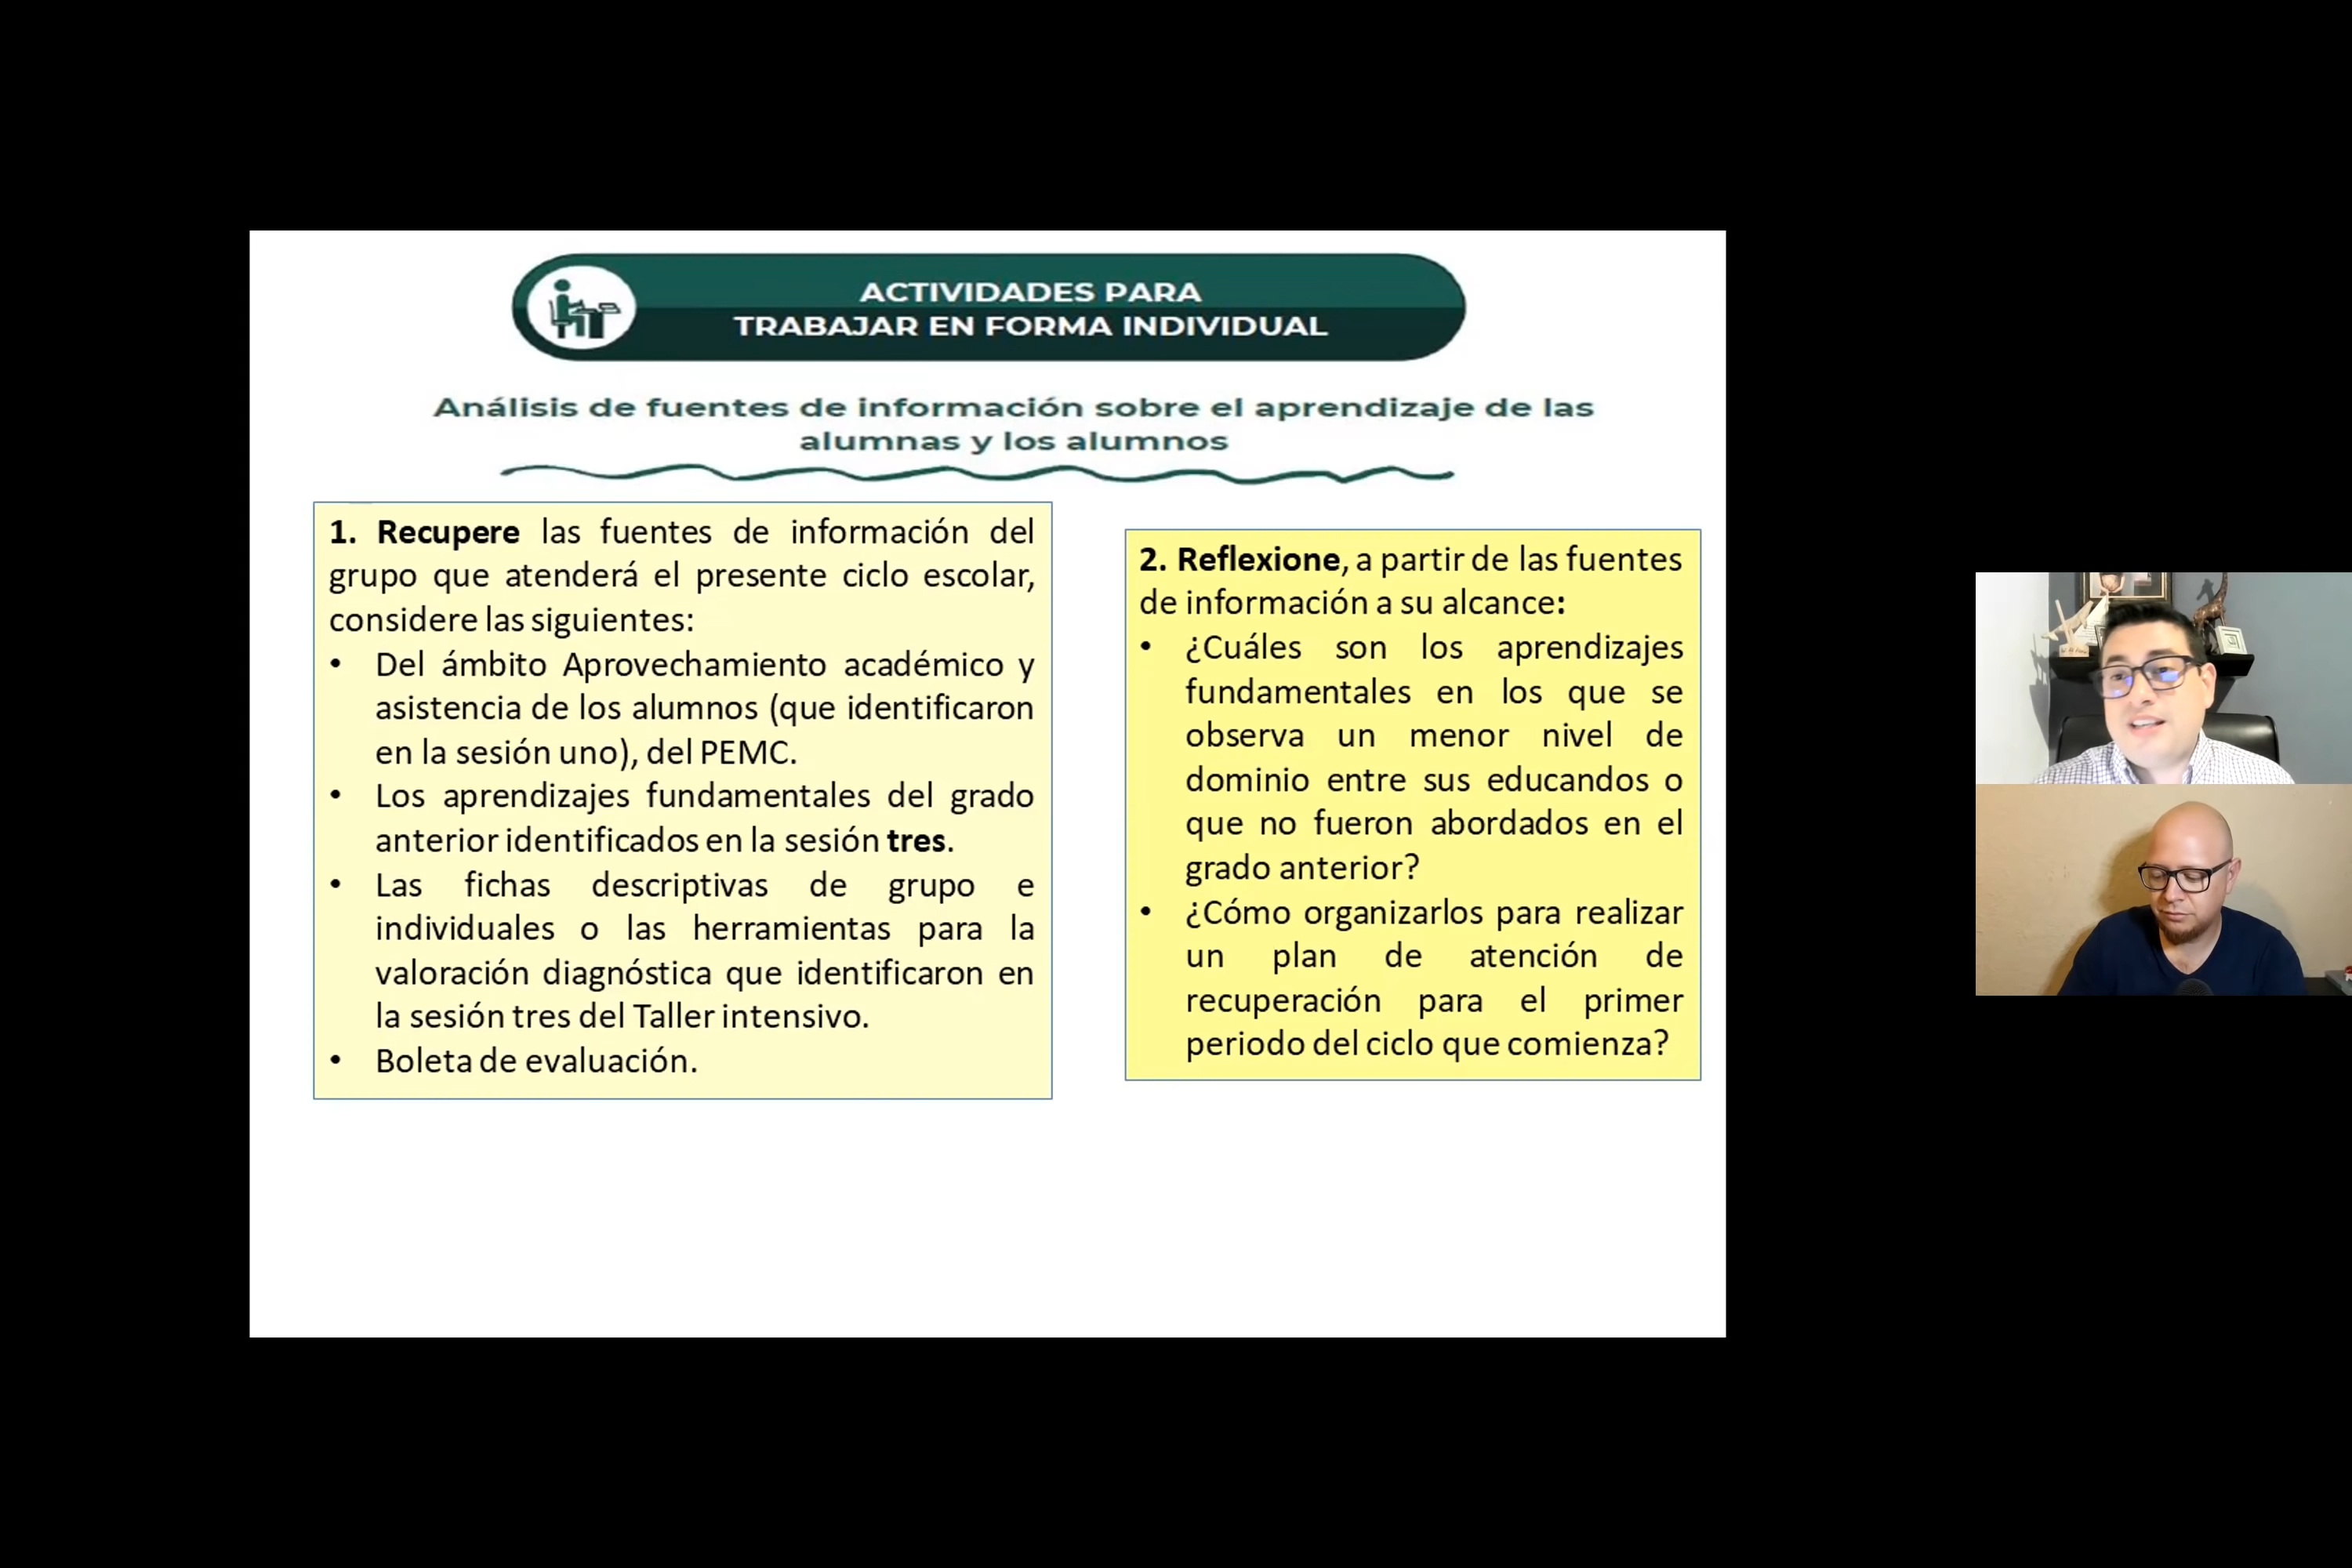 ACTIVIDADES PARA
TRABAJAR EN FORMA INDIVIDUAL
Análisis de fuentes de información sobre el aprendizaje de las
alumnas y los alumnos
1. Recupere las fuentes de información del
grupo que atenderá el presente ciclo escolar,
considere las siguientes:
• Del ámbito Aprovechamiento académico y
asistencia de los alumnos (que identificaron
en la sesión uno), del PEMC.
• Los aprendizajes fundamentales del grado
anterior identificados en la sesión tres.
• Las fichas descriptivas de grupo e
individuales o las herramientas para la
valoración diagnóstica que identificaron en
la sesión tres del Taller intensivo.
• Boleta de evaluación.
2. Reflexione, a partir de las fuentes
de información a su alcance:
• ¿Cuáles son los aprendizajes
fundamentales en los que se
observa un menor nivel de
dominio entre sus educandos o
que no fueron abordados en el
grado anterior?
• ¿Cómo organizarlos para realizar
un plan de atención de
recuperación para el primer
periodo del ciclo que comienza?